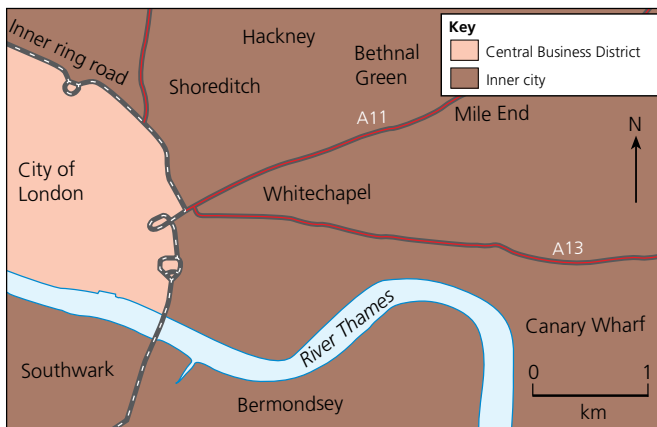 Key
Central Business District
Inner city
Inner ring road
Hackney
Bethnal
Green
Shoreditch
A11
Mile End
N
City of
London
Whitechapel
A13
River Thames
Canary Wharf
Southwark
Bermondsey
0 1
km